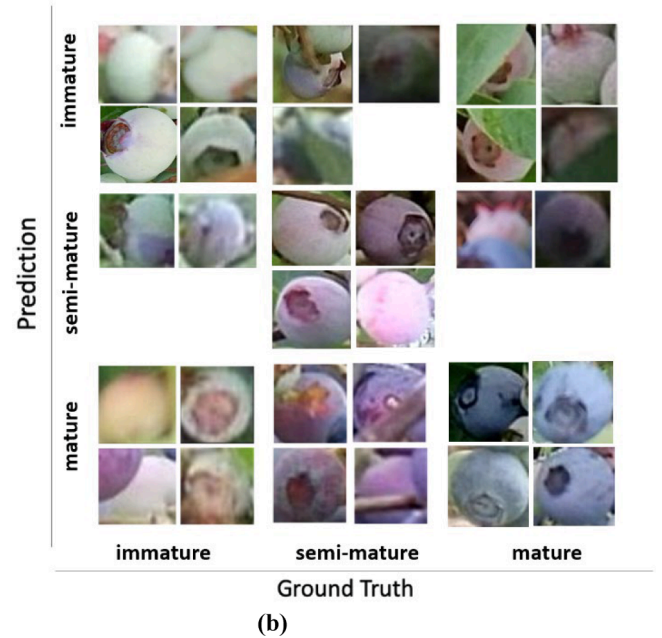 immature
semi-mature
mature
Prediction
immature
semi-mature
mature
Ground Truth
(b)